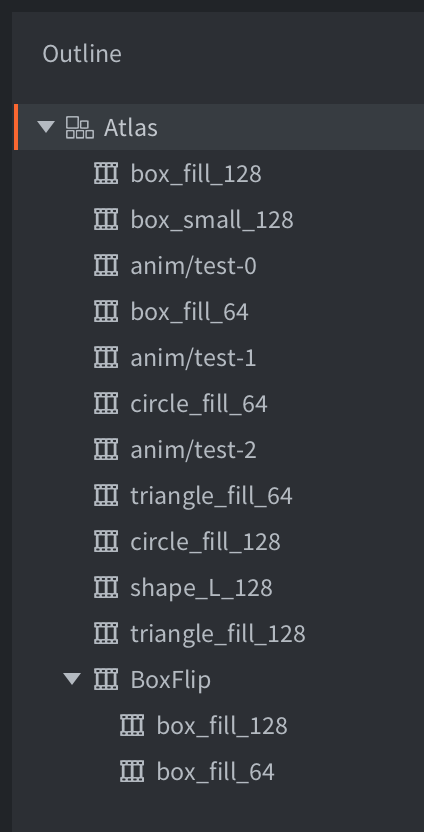 Outline
Atlas
box_fill_128
box_small_128
anim/test-0
box_fill_64
anim/test-1
circle_fill_64
anim/test-2
triangle_fill_64
circle_fill_128
shape_L_128
triangle_fill_128
BoxFlip
box_fill_128
box_fill_64